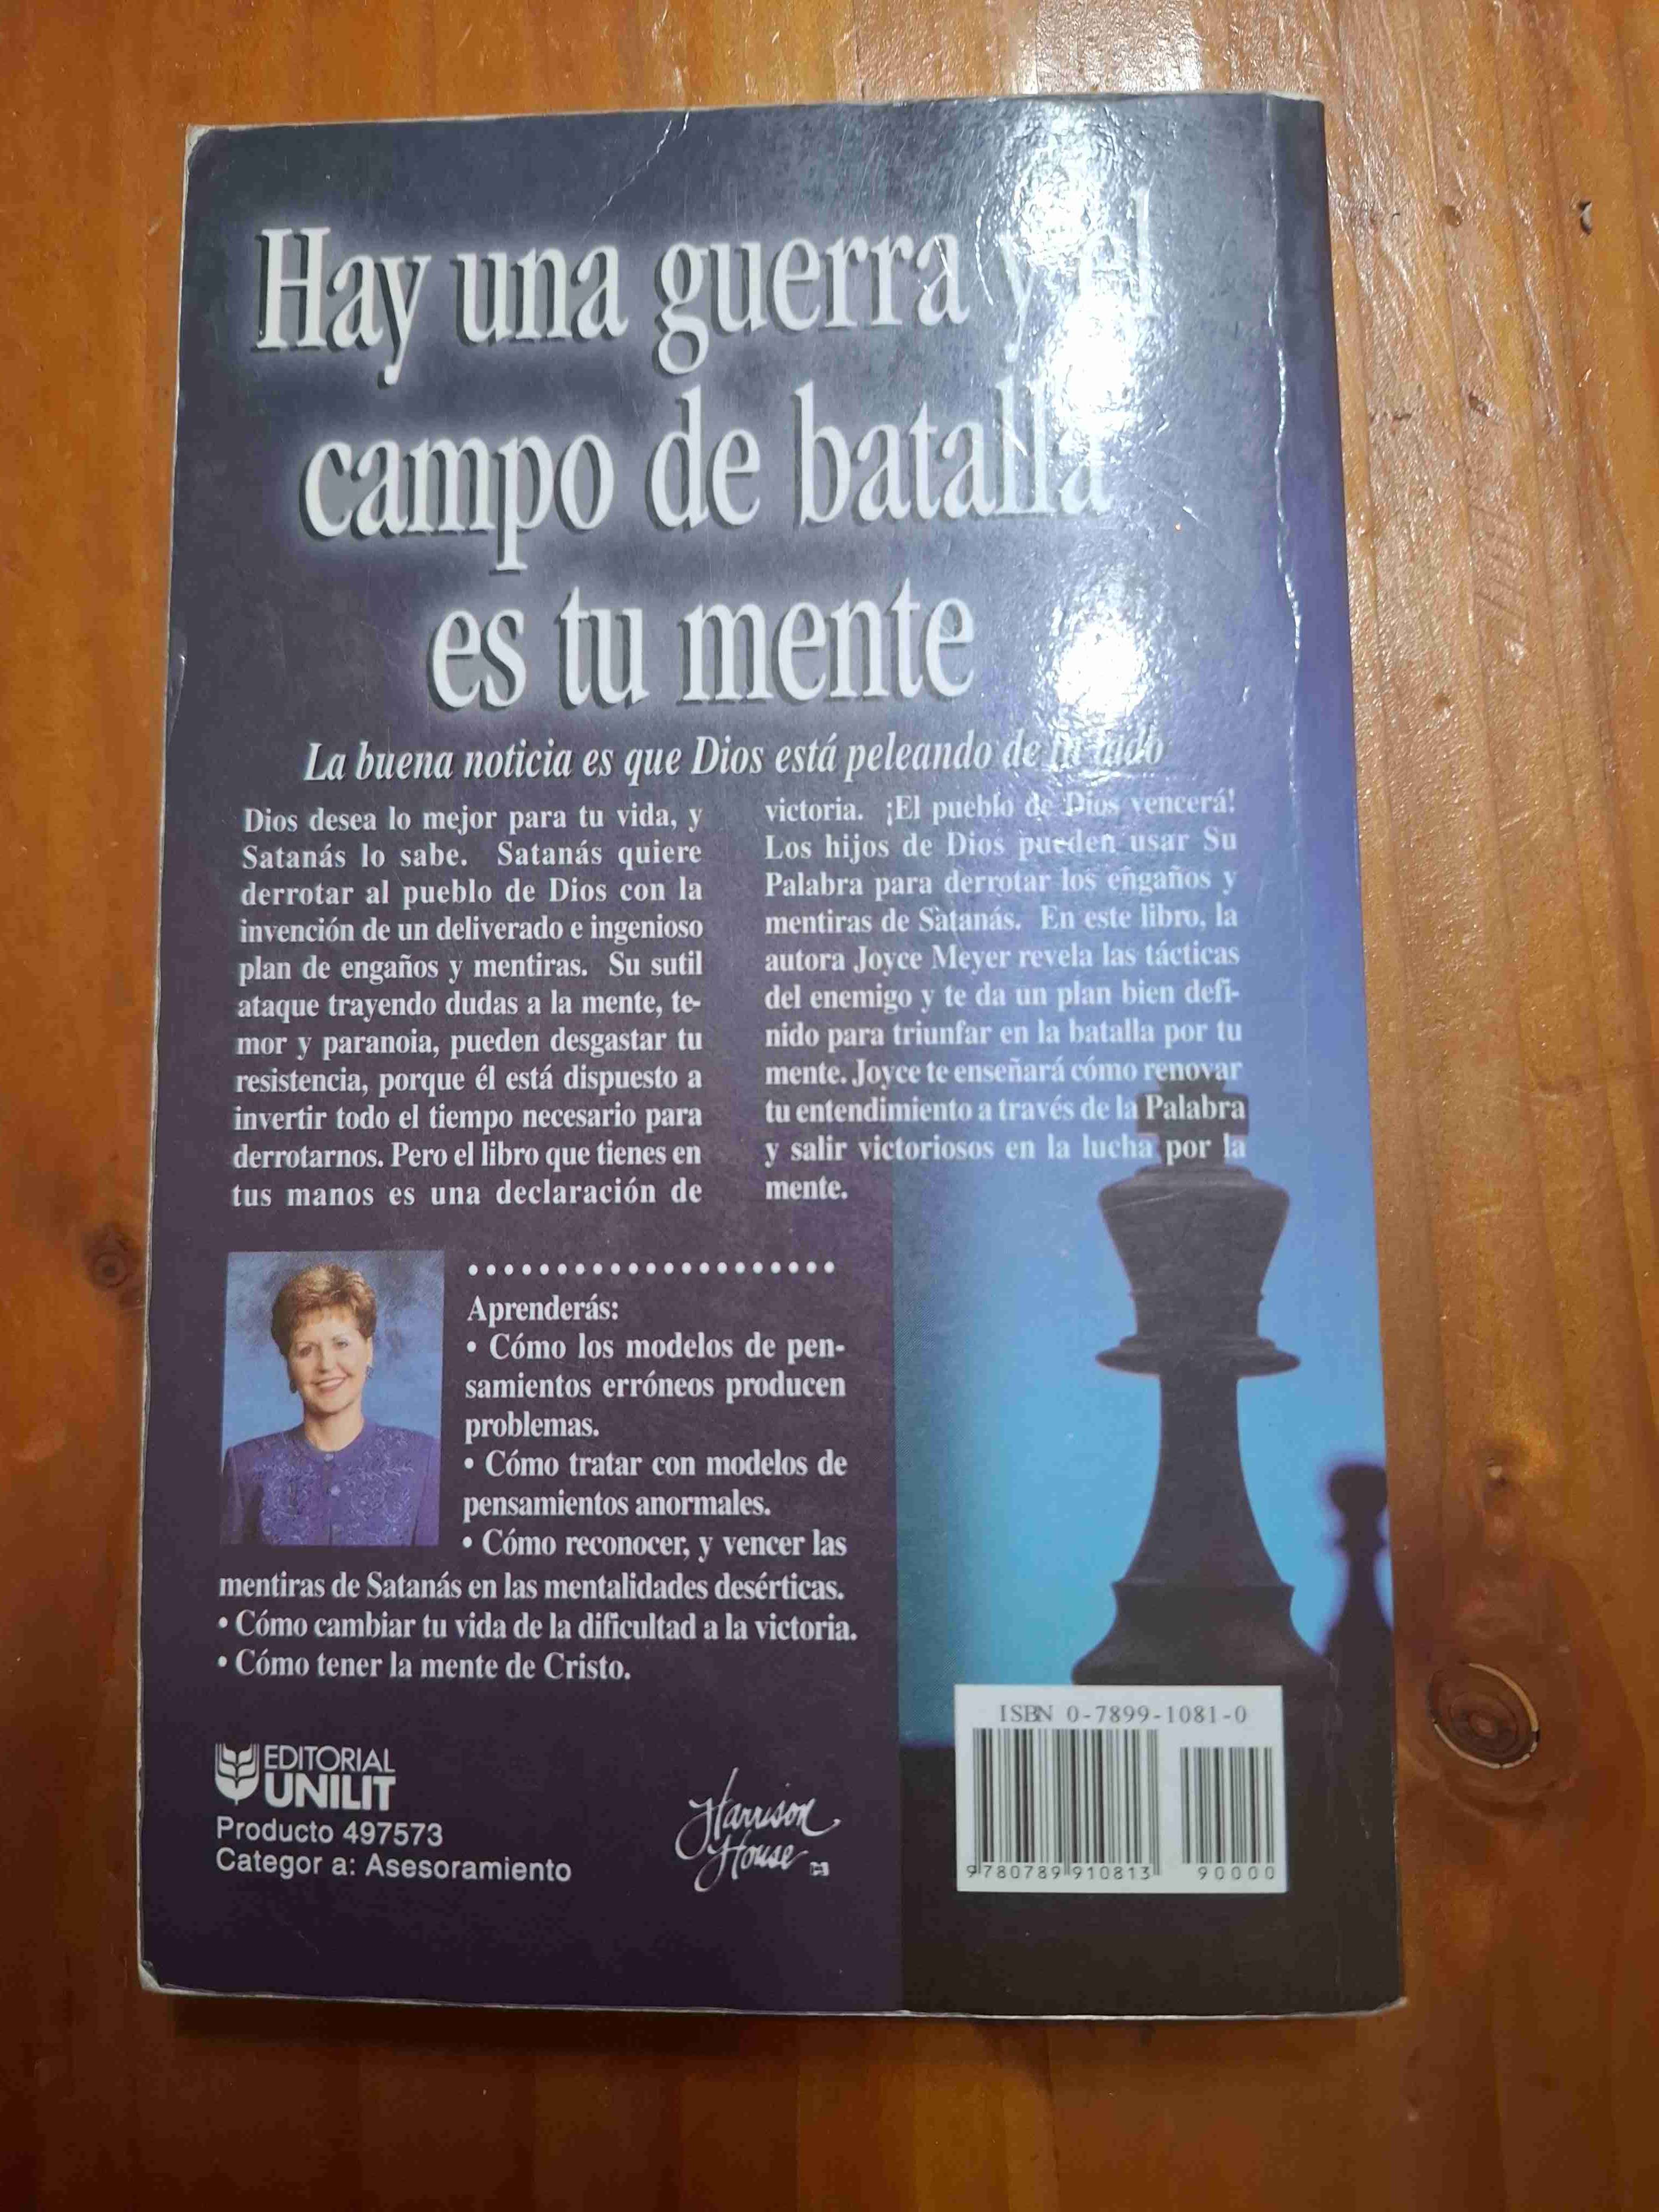 Hay una guerra y el
campo de batalla
es tu mente
La buena noticia es que Dios está peleando de tu lado
Dios desea lo mejor para tu vida, y
Satanás lo sabe. Satanás quiere
derrotar al pueblo de Dios con la
invención de un deliverado e ingenioso
plan de engaños y mentiras. Su sutil
ataque trayendo dudas a la mente, te-
mor y paranoia, pueden desgastar tu
resistencia, porque él está dispuesto a
invertir todo el tiempo necesario para
derrotarnos. Pero el libro que tienes en
tus manos es una declaración de
victoria. ¡El pueblo de Dios vencerá!
Los hijos de Dios pueden usar Su
Palabra para derrotar los engaños y
mentiras de Satanás. En este libro, la
autora Joyce Meyer revela las tácticas
del enemigo y te da un plan bien defi-
nido para triunfar en la batalla por tu
mente. Joyce te enseñará cómo renovar
tu entendimiento a través de la Palabra
y salir victoriosos en la lucha por la
mente.
Aprenderás:
• Cómo los modelos de pen-
samientos erróneos producen
problemas.
• Cómo tratar con modelos de
pensamientos anormales.
• Cómo reconocer, y vencer las
mentiras de Satanás en las mentalidades desérticas.
• Cómo cambiar tu vida de la dificultad a la victoria.
• Cómo tener la mente de Cristo.
EDITORIAL
UNILIT
Producto 497573
Categor a: Asesoramiento
Harrison
House
ISBN 0-7899-1081-0
9 780789 910813
90000